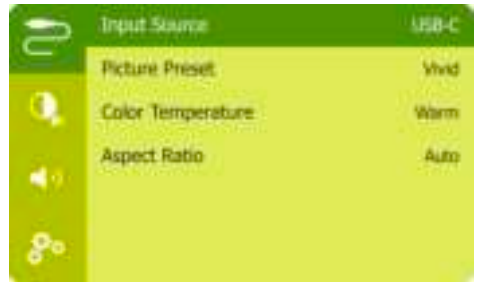 Input Source USB-C
Picture Preset Vivid
Color Temperature Warm
Aspect Ratio Auto